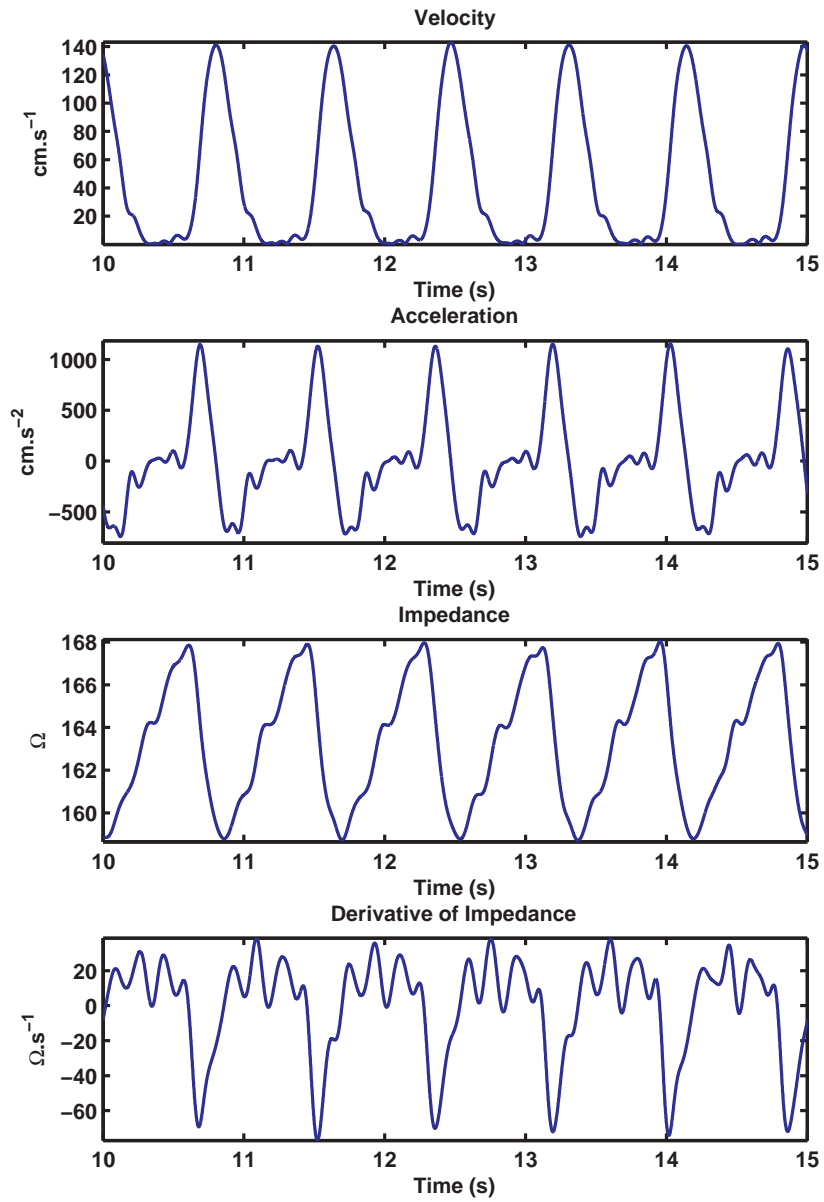 Velocity
140
120
100
80
60
40
20
cm.s⁻¹
10 11 12 13 14 15
Time (s)
Acceleration
1000
500
0
−500
cm.s⁻²
10 11 12 13 14 15
Time (s)
Impedance
168
166
164
162
160
Ω
10 11 12 13 14 15
Time (s)
Derivative of Impedance
20
0
−20
−40
−60
Ω.s⁻¹
10 11 12 13 14 15
Time (s)